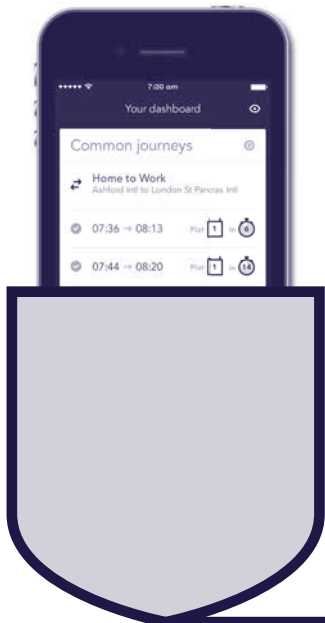 7:00 am
Your dashboard
Common journeys
Home to Work
Ashford Intl to London St Pancras Intl
07:36 → 08:13 Plat 1 in 6
07:44 → 08:20 Plat 1 in 14